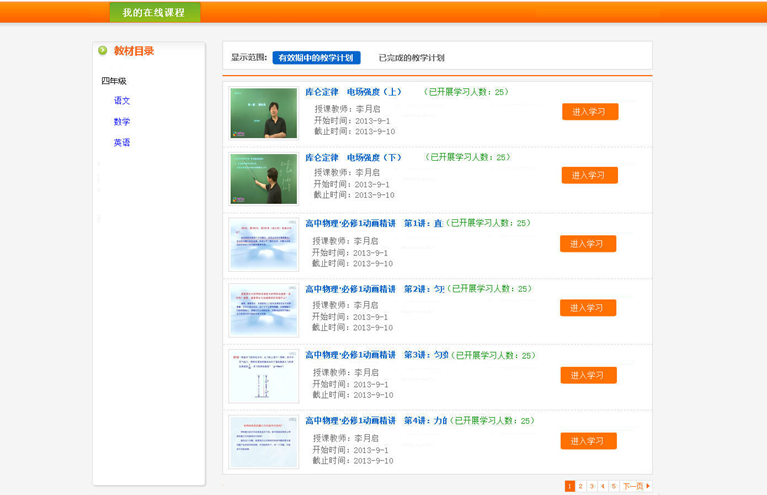 我的在线课程
教材目录
四年级
语文
数学
英语
显示范围: 有效期中的教学计划 已完成的教学计划
库仑定律 电场强度（上） （已开展学习人数：25）
授课教师：李月启
开始时间：2013-9-1
截止时间：2013-9-10
进入学习
库仑定律 电场强度（下） （已开展学习人数：25）
授课教师：李月启
开始时间：2013-9-1
截止时间：2013-9-10
进入学习
高中物理·必修1动画精讲 第1讲：直（已开展学习人数：25）
授课教师：李月启
开始时间：2013-9-1
截止时间：2013-9-10
进入学习
高中物理·必修1动画精讲 第2讲：匀（已开展学习人数：25）
授课教师：李月启
开始时间：2013-9-1
截止时间：2013-9-10
进入学习
高中物理·必修1动画精讲 第3讲：匀（已开展学习人数：25）
授课教师：李月启
开始时间：2013-9-1
截止时间：2013-9-10
进入学习
高中物理·必修1动画精讲 第4讲：力（已开展学习人数：25）
授课教师：李月启
开始时间：2013-9-1
截止时间：2013-9-10
进入学习
1 2 3 4 5 下一页